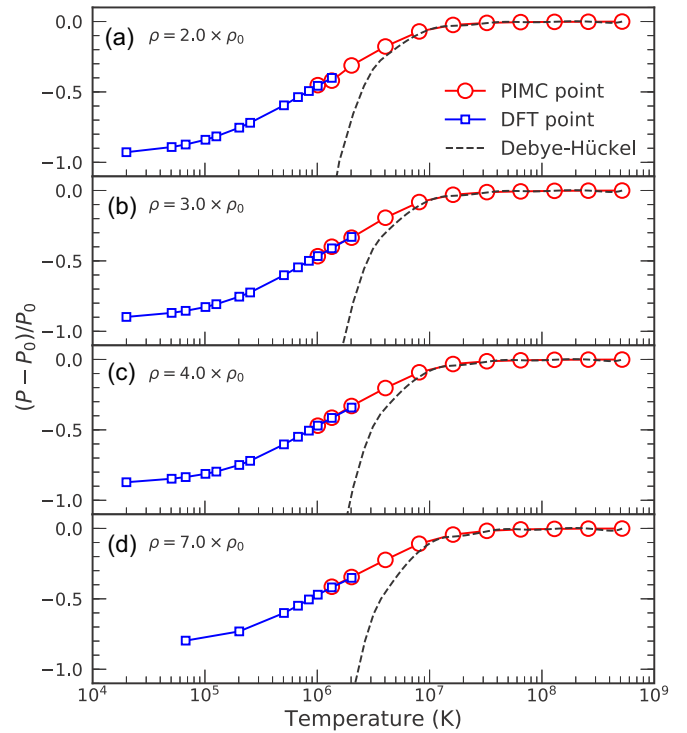 0.0
(a) ρ = 2.0 × ρ₀
−0.5
−1.0
PIMC point
DFT point
Debye-Hückel
0.0
(b) ρ = 3.0 × ρ₀
−0.5
−1.0
0.0
(c) ρ = 4.0 × ρ₀
−0.5
−1.0
0.0
(d) ρ = 7.0 × ρ₀
−0.5
−1.0
(P − P₀)/P₀
10⁴ 10⁵ 10⁶ 10⁷ 10⁸ 10⁹
Temperature (K)